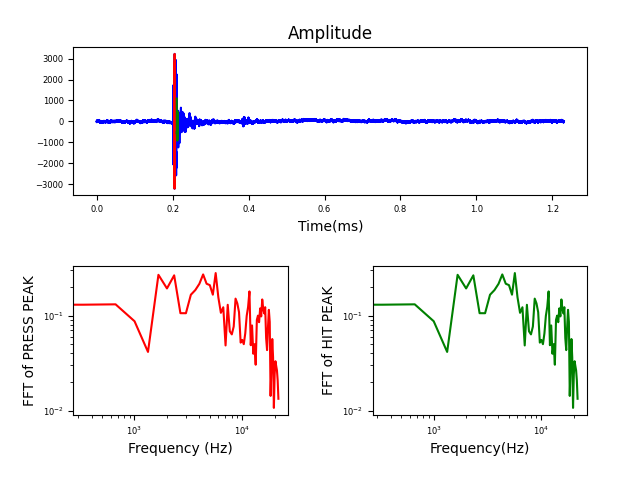 Amplitude
3000
2000
1000
0
−1000
−2000
−3000
0.0 0.2 0.4 0.6 0.8 1.0 1.2
Time(ms)
FFT of PRESS PEAK
10⁻¹
10⁻²
10³ 10⁴
Frequency (Hz)
FFT of HIT PEAK
10⁻¹
10⁻²
10³ 10⁴
Frequency(Hz)